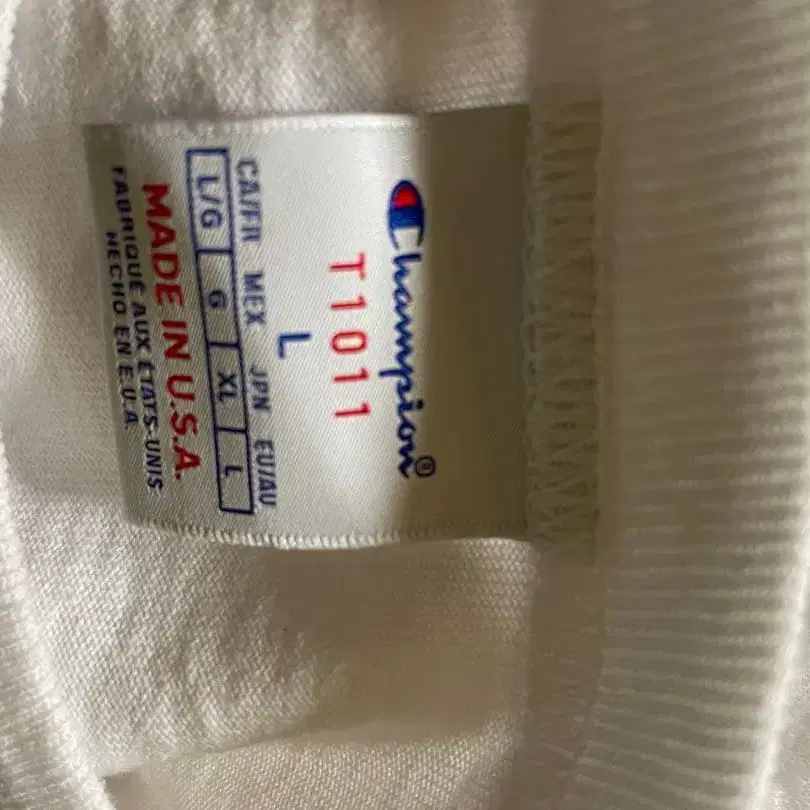 Champion®
T1011
L
CA/FR MEX JPN EU/AU
L/G G XL L
MADE IN U.S.A.
FABRIQUÉ AUX ÉTATS-UNIS
HECHO EN E.U.A